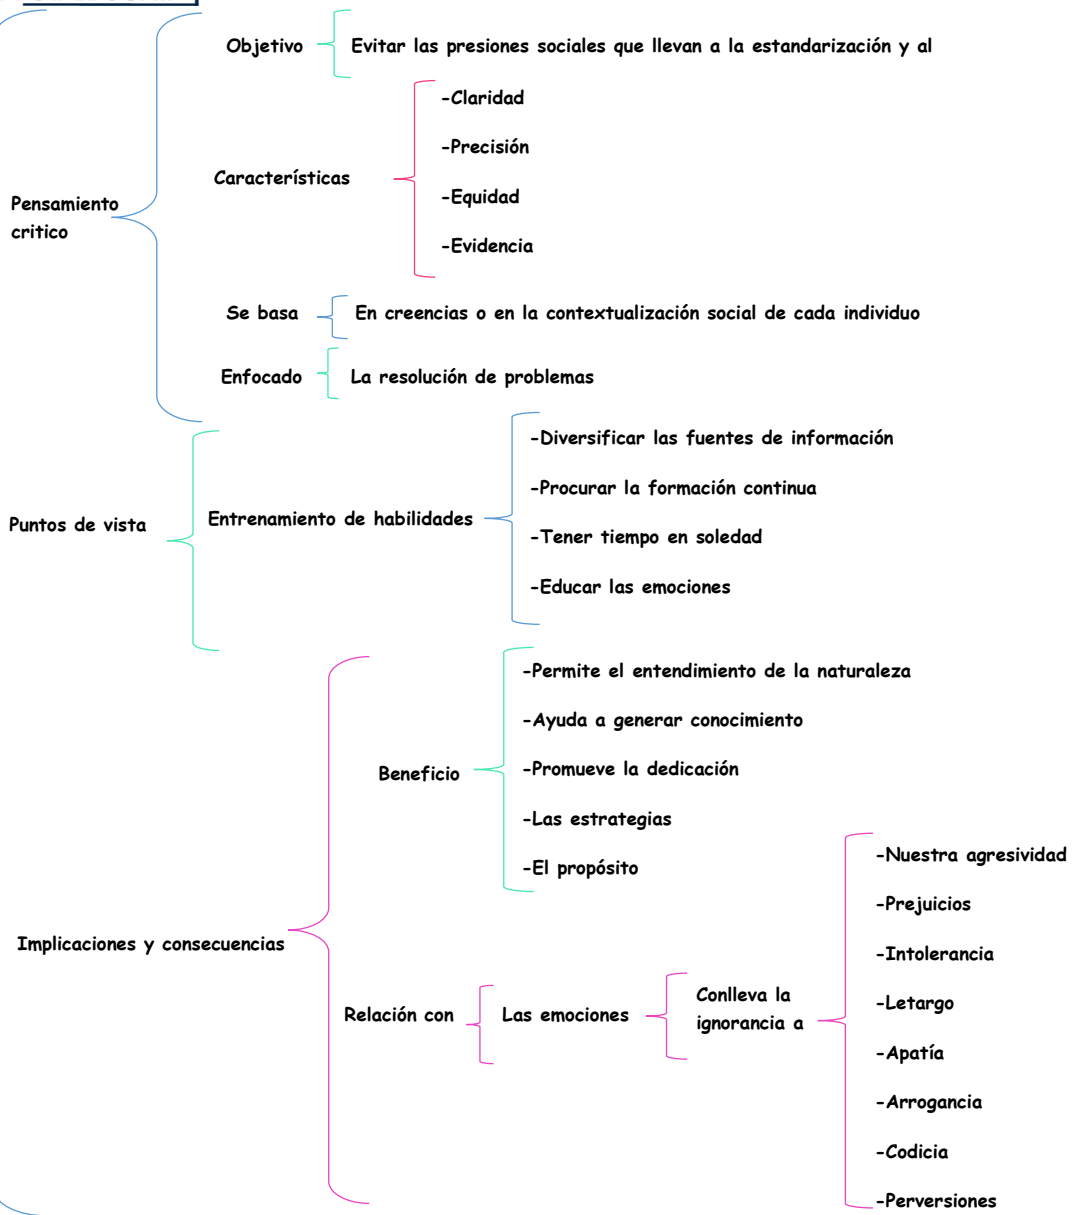 Objetivo
Evitar las presiones sociales que llevan a la estandarización y al
Características
-Claridad
-Precisión
-Equidad
-Evidencia
Pensamiento
critico
Se basa
En creencias o en la contextualización social de cada individuo
Enfocado
La resolución de problemas
Puntos de vista
Entrenamiento de habilidades
-Diversificar las fuentes de información
-Procurar la formación continua
-Tener tiempo en soledad
-Educar las emociones
Implicaciones y consecuencias
Beneficio
-Permite el entendimiento de la naturaleza
-Ayuda a generar conocimiento
-Promueve la dedicación
-Las estrategias
-El propósito
Relación con
Las emociones
Conlleva la
ignorancia a
-Nuestra agresividad
-Prejuicios
-Intolerancia
-Letargo
-Apatía
-Arrogancia
-Codicia
-Perversiones